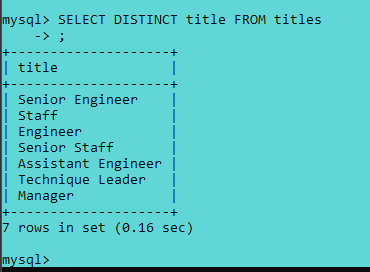 mysql> SELECT DISTINCT title FROM titles
    -> ;
+--------------------+
| title              |
+--------------------+
| Senior Engineer    |
| Staff              |
| Engineer           |
| Senior Staff       |
| Assistant Engineer |
| Technique Leader   |
| Manager            |
+--------------------+
7 rows in set (0.16 sec)

mysql>